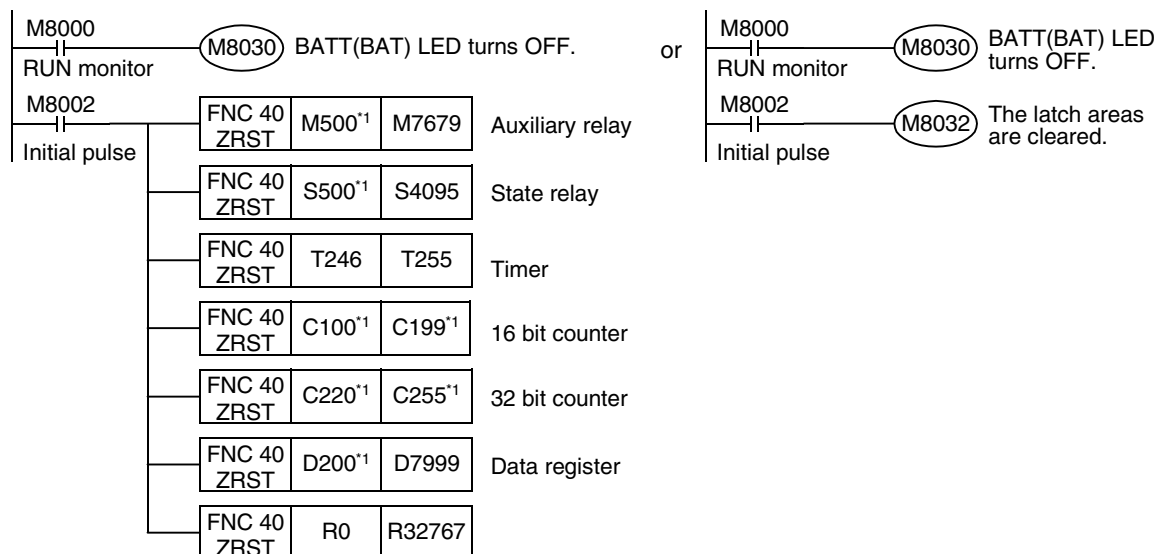 M8000
M8030 BATT(BAT) LED turns OFF.
RUN monitor
M8002
Initial pulse
FNC 40 ZRST M500*1 M7679 Auxiliary relay
FNC 40 ZRST S500*1 S4095 State relay
FNC 40 ZRST T246 T255 Timer
FNC 40 ZRST C100*1 C199*1 16 bit counter
FNC 40 ZRST C220*1 C255*1 32 bit counter
FNC 40 ZRST D200*1 D7999 Data register
FNC 40 ZRST R0 R32767
or
M8000
M8030 BATT(BAT) LED
turns OFF.
RUN monitor
M8002
M8032 The latch areas
are cleared.
Initial pulse